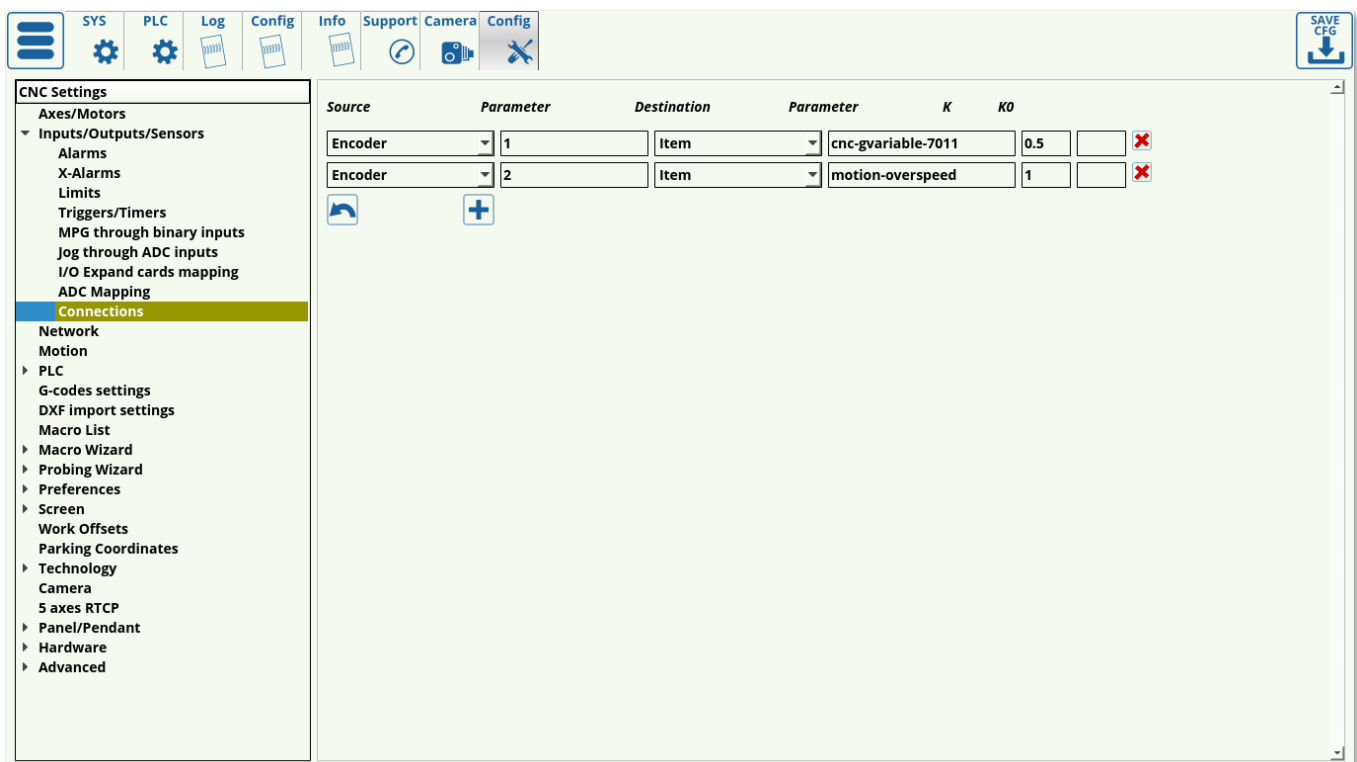 SYS PLC Log Config Info Support Camera Config SAVE CFG
CNC Settings
Axes/Motors
Inputs/Outputs/Sensors
Alarms
X-Alarms
Limits
Triggers/Timers
MPG through binary inputs
Jog through ADC inputs
I/O Expand cards mapping
ADC Mapping
Connections
Network
Motion
PLC
G-codes settings
DXF import settings
Macro List
Macro Wizard
Probing Wizard
Preferences
Screen
Work Offsets
Parking Coordinates
Technology
Camera
5 axes RTCP
Panel/Pendant
Hardware
Advanced
Source Parameter Destination Parameter K K0
Encoder 1 Item cnc-gvariable-7011 0.5
Encoder 2 Item motion-overspeed 1